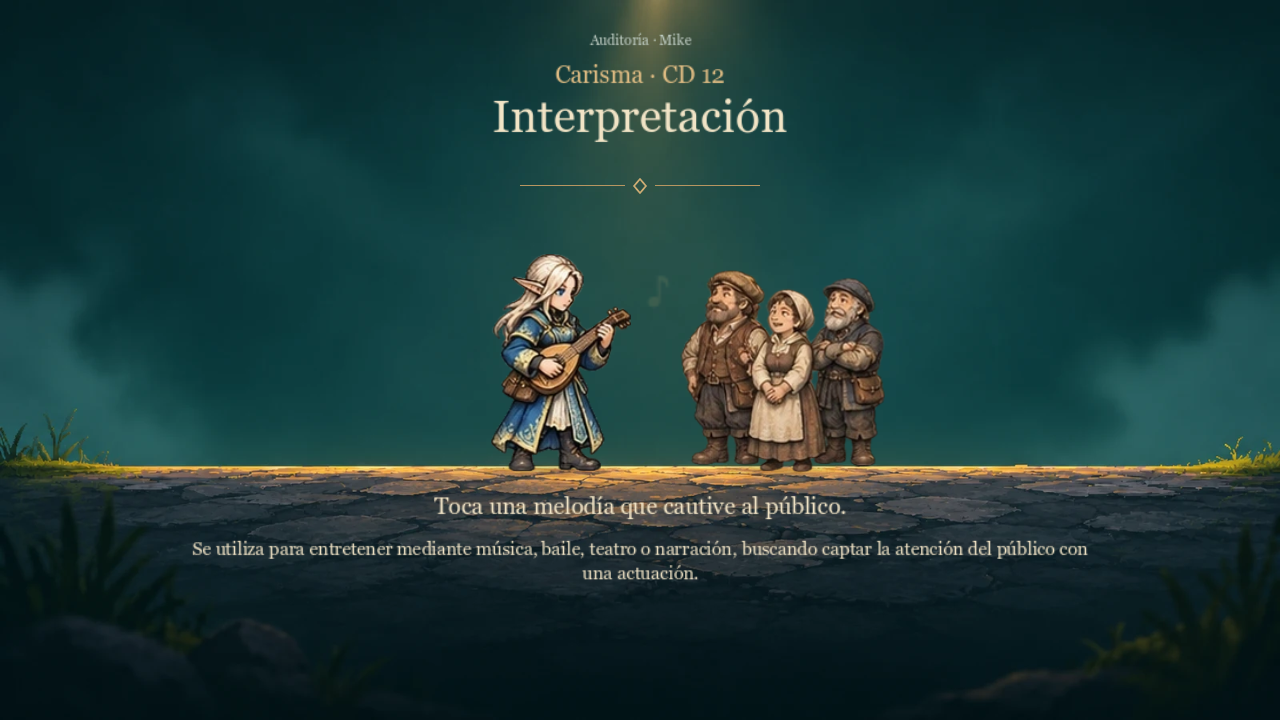 Auditoría · Mike
Carisma · CD 12
Interpretación
Toca una melodía que cautive al público.
Se utiliza para entretener mediante música, baile, teatro o narración, buscando captar la atención del público con
una actuación.